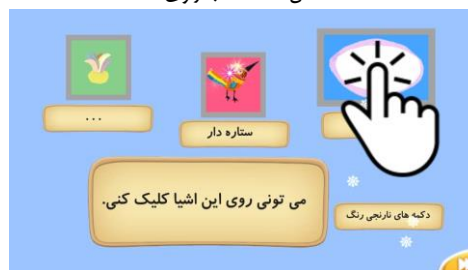 ...
ستاره دار
می تونی روی این اشیا کلیک کنی.
دکمه های نارنجی رنگ